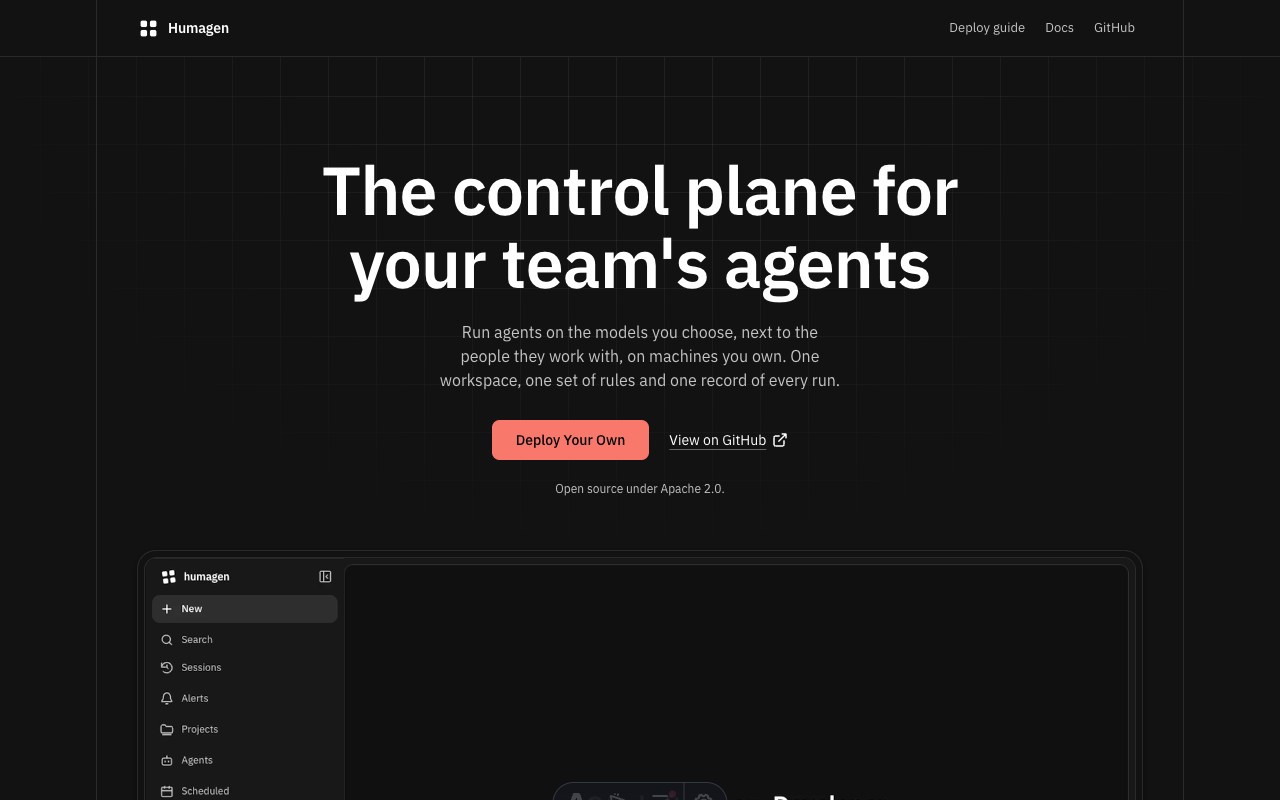 Humagen
Deploy guide
Docs
GitHub
The control plane for
your team's agents
Run agents on the models you choose, next to the
people they work with, on machines you own. One
workspace, one set of rules and one record of every run.
Deploy Your Own
View on GitHub
Open source under Apache 2.0.
humagen
New
Search
Sessions
Alerts
Projects
Agents
Scheduled